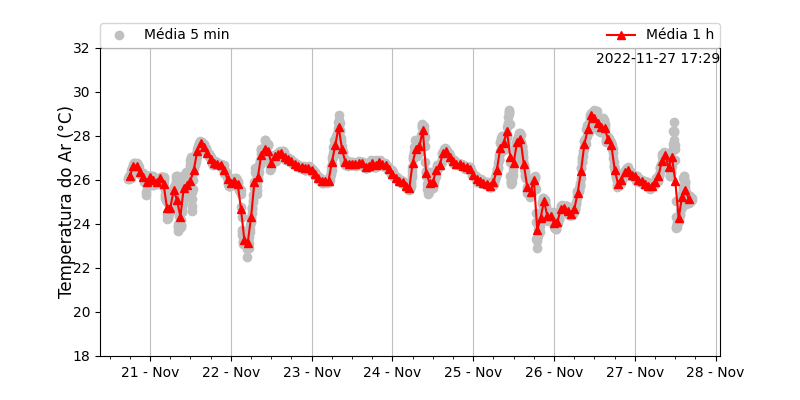 Média 5 min
Média 1 h
2022-11-27 17:29
Temperatura do Ar (°C)
32
30
28
26
24
22
20
18
21 - Nov
22 - Nov
23 - Nov
24 - Nov
25 - Nov
26 - Nov
27 - Nov
28 - Nov